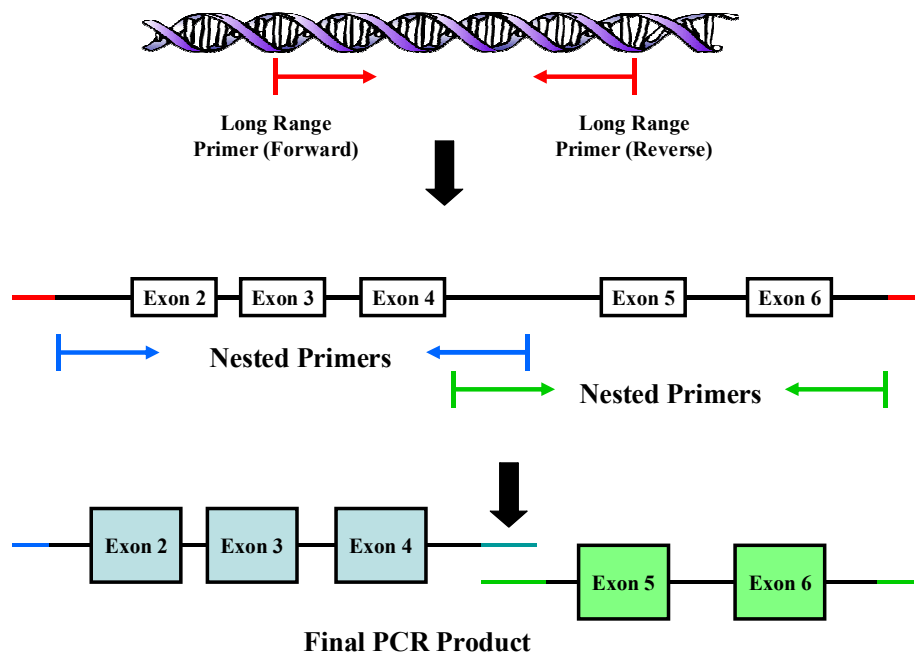 Long Range
Primer (Forward)
Long Range
Primer (Reverse)
Exon 2
Exon 3
Exon 4
Exon 5
Exon 6
Nested Primers
Nested Primers
Exon 2
Exon 3
Exon 4
Exon 5
Exon 6
Final PCR Product